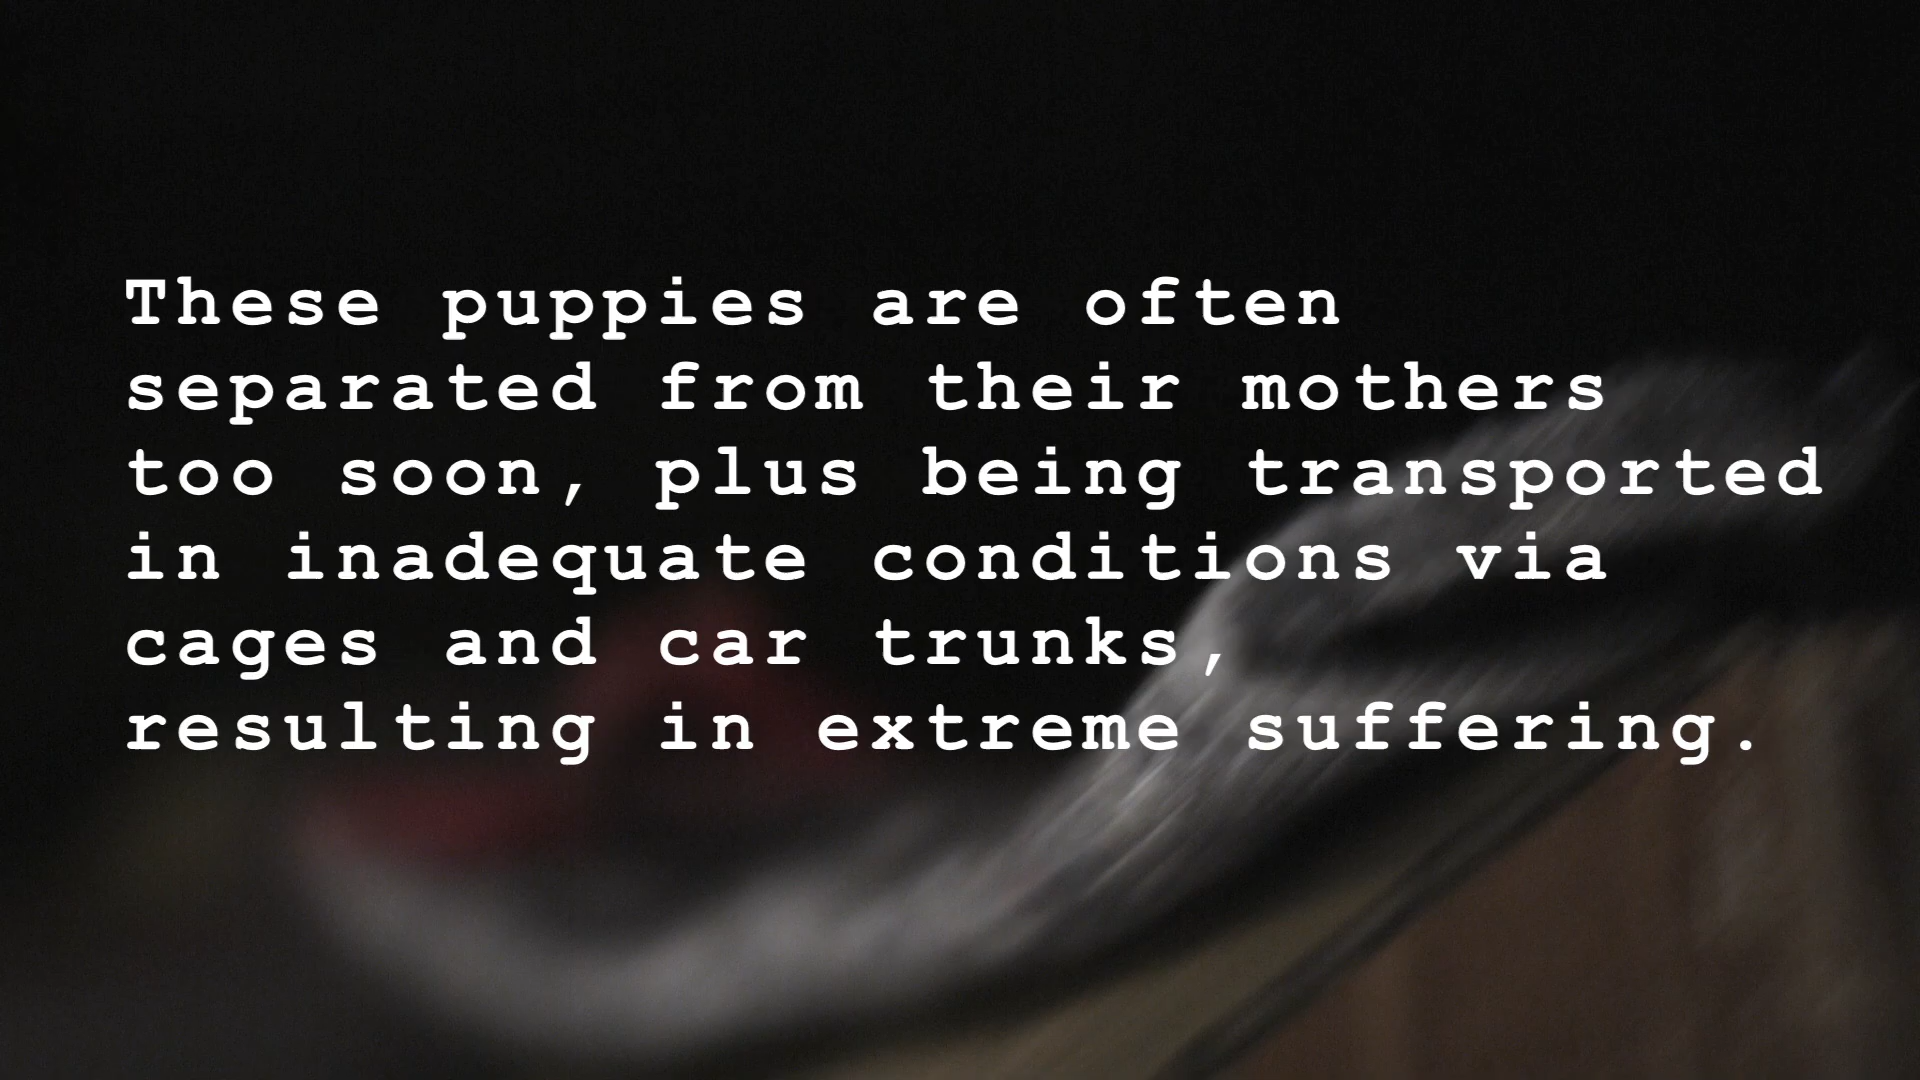 These puppies are often
separated from their mothers
too soon, plus being transported
in inadequate conditions via
cages and car trunks,
resulting in extreme suffering.